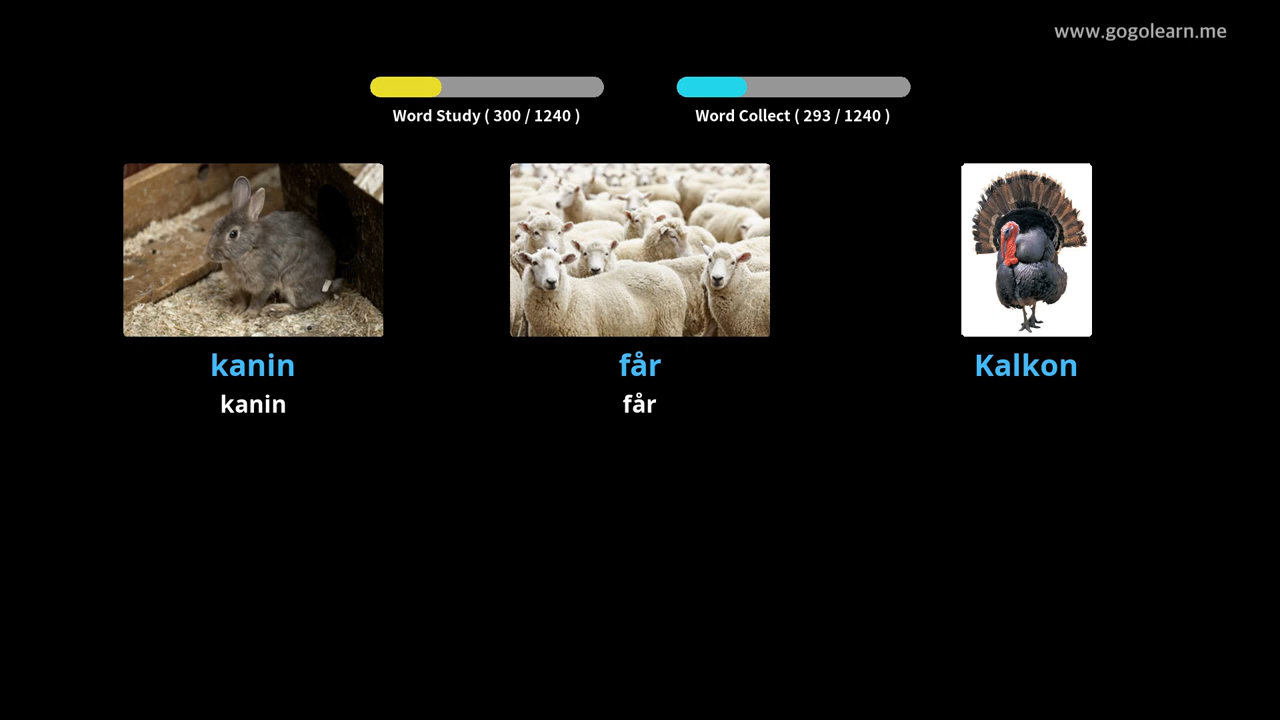 www.gogolearn.me
Word Study ( 300 / 1240 )
Word Collect ( 293 / 1240 )
kanin
får
Kalkon
kanin
får